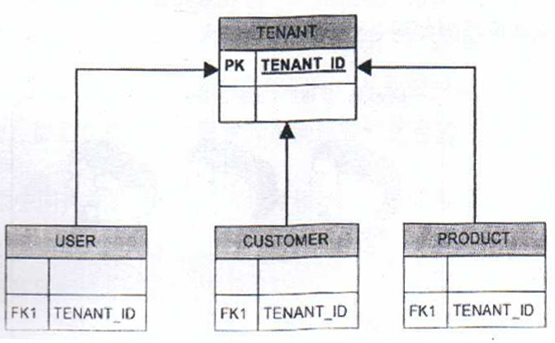 TENANT
PK TENANT_ID
USER
FK1 TENANT_ID
CUSTOMER
FK1 TENANT_ID
PRODUCT
FK1 TENANT_ID